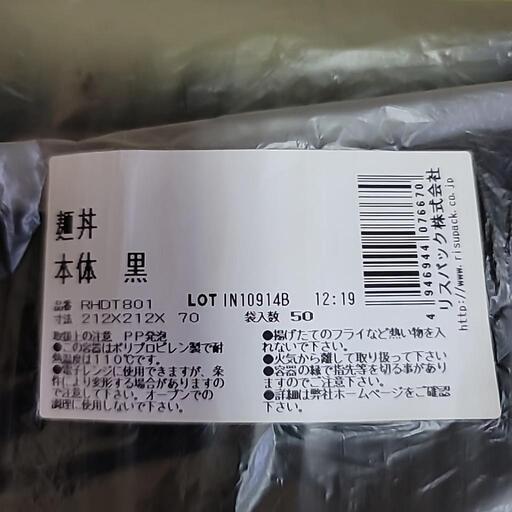 麺丼
本体 黒
品番 RHDT801 LOT IN10914B 12:19
寸法 212X212X 70 袋入数 50
取扱上の注意 PP発泡
●この容器はポリプロピレン製で耐
熱温度は110℃です。
●電子レンジに使用できますが、条
件により変形する場合がありますの
でご注意して下さい。オーブンでの
調理に使用しないで下さい。
●揚げたてのフライなど熱い物を入
れないで下さい。
●火気から離して取り扱って下さい
●容器の縁で指先等を切る事があり
ますのでご注意下さい。
●詳細は弊社ホームページをご確認
下さい。
4 946944 076670
リスパック株式会社
http://www.risupack.co.jp